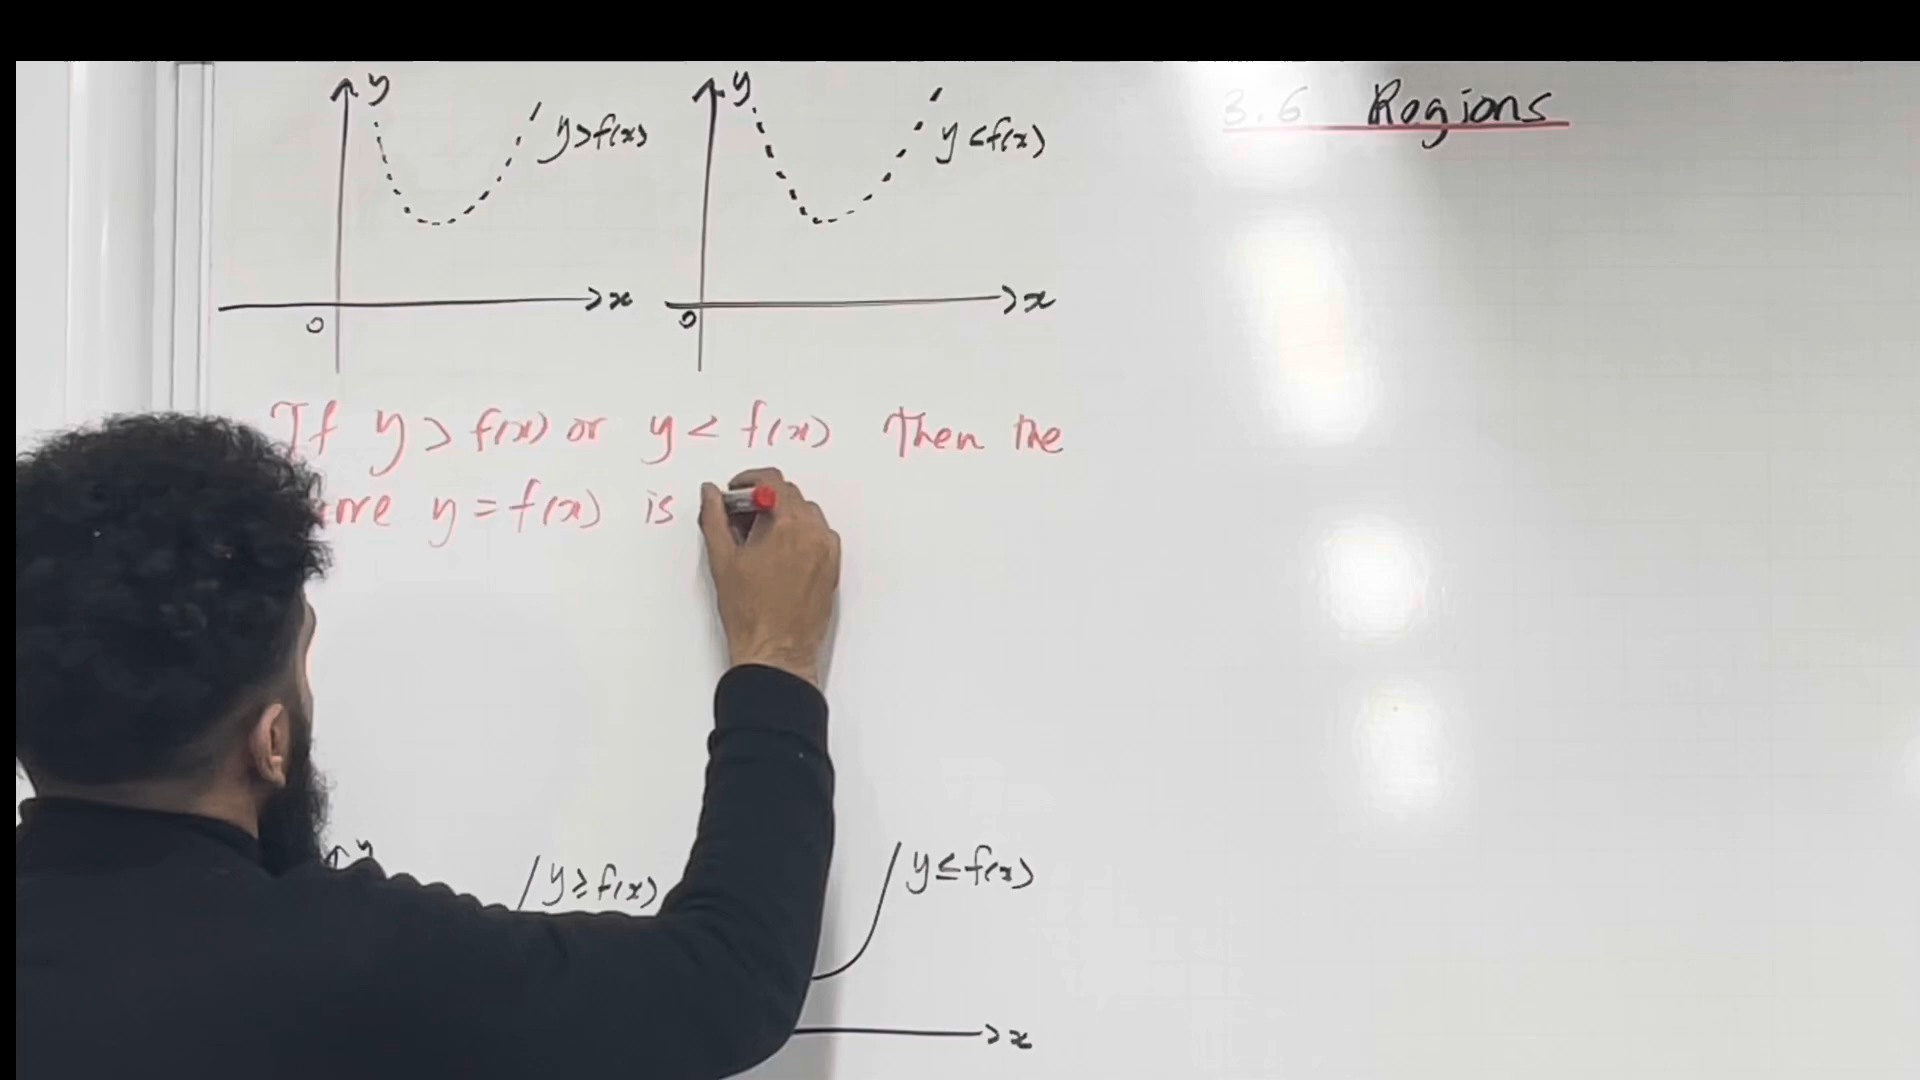 3.6 Regions
y
y>f(x)
x
0
y
y<f(x)
x
0
If y > f(x) or y < f(x) Then the
y = f(x) is
y
y≥f(x)
y≤f(x)
x